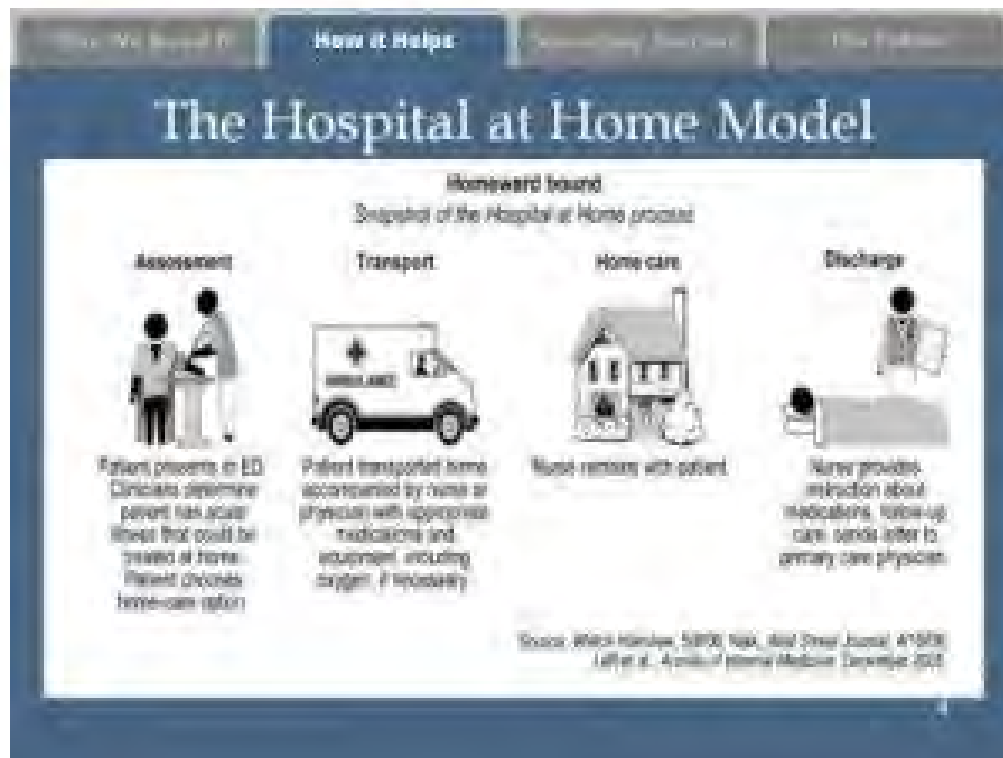 How it Helps
The Hospital at Home Model
Homeward bound
Snapshot of the Hospital at Home process
Assessment
Transport
Home care
Discharge
AMBULANCE
Patient presents in ED
Clinicians determine
patient has acute
illness that could be
treated at home.
Patient chooses
home-care option
Patient transported home
accompanied by nurse or
physician with appropriate
medications and
equipment, including
oxygen, if necessary
Nurse remains with patient
Nurse provides
instruction about
medications, follow-up
care, sends letter to
primary care physician
Source: Wall Street Journal,
Leff et al., Annals of Internal Medicine, December